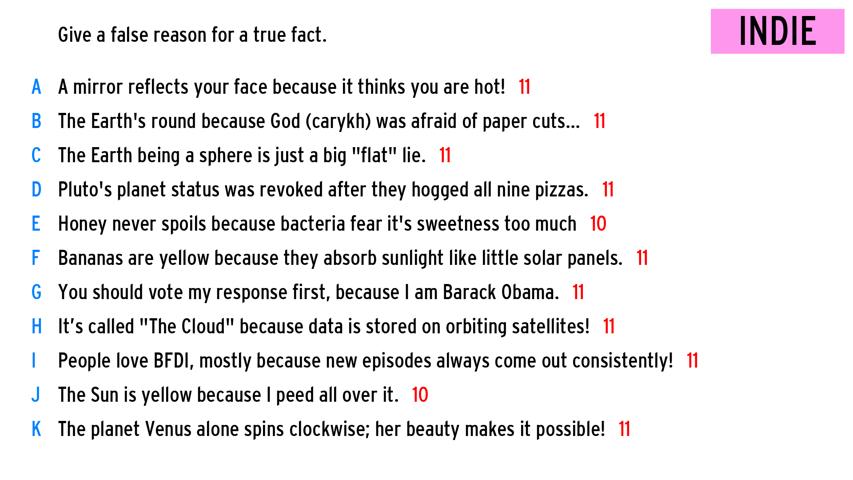 Give a false reason for a true fact.
INDIE
A A mirror reflects your face because it thinks you are hot! 11
B The Earth's round because God (carykh) was afraid of paper cuts... 11
C The Earth being a sphere is just a big "flat" lie. 11
D Pluto's planet status was revoked after they hogged all nine pizzas. 11
E Honey never spoils because bacteria fear it's sweetness too much 10
F Bananas are yellow because they absorb sunlight like little solar panels. 11
G You should vote my response first, because I am Barack Obama. 11
H It’s called "The Cloud" because data is stored on orbiting satellites! 11
I People love BFDI, mostly because new episodes always come out consistently! 11
J The Sun is yellow because I peed all over it. 10
K The planet Venus alone spins clockwise; her beauty makes it possible! 11